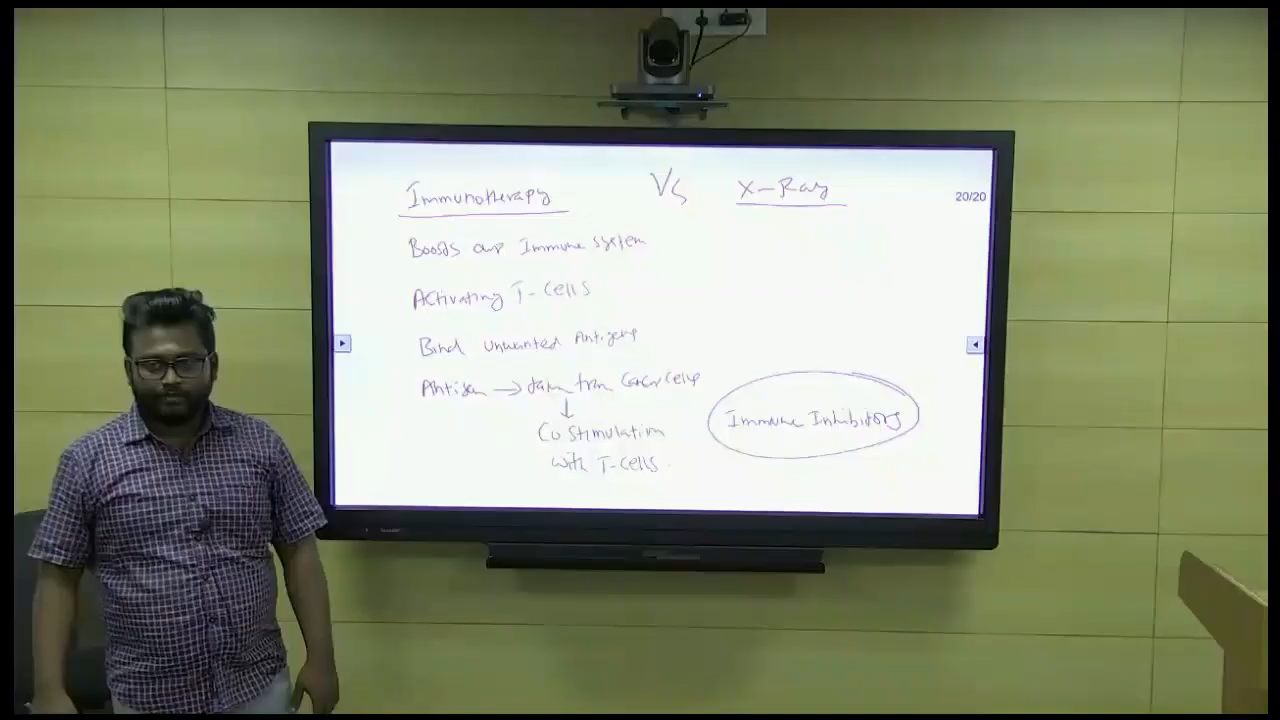 Immunotherapy Vs X-Ray
20/20
Boosts our Immune system
Activating T-cells
Bind unwanted Antigens
Antigen → taken from Cancer cells
↓
Co stimulation
with T-cells
Immune Inhibitors